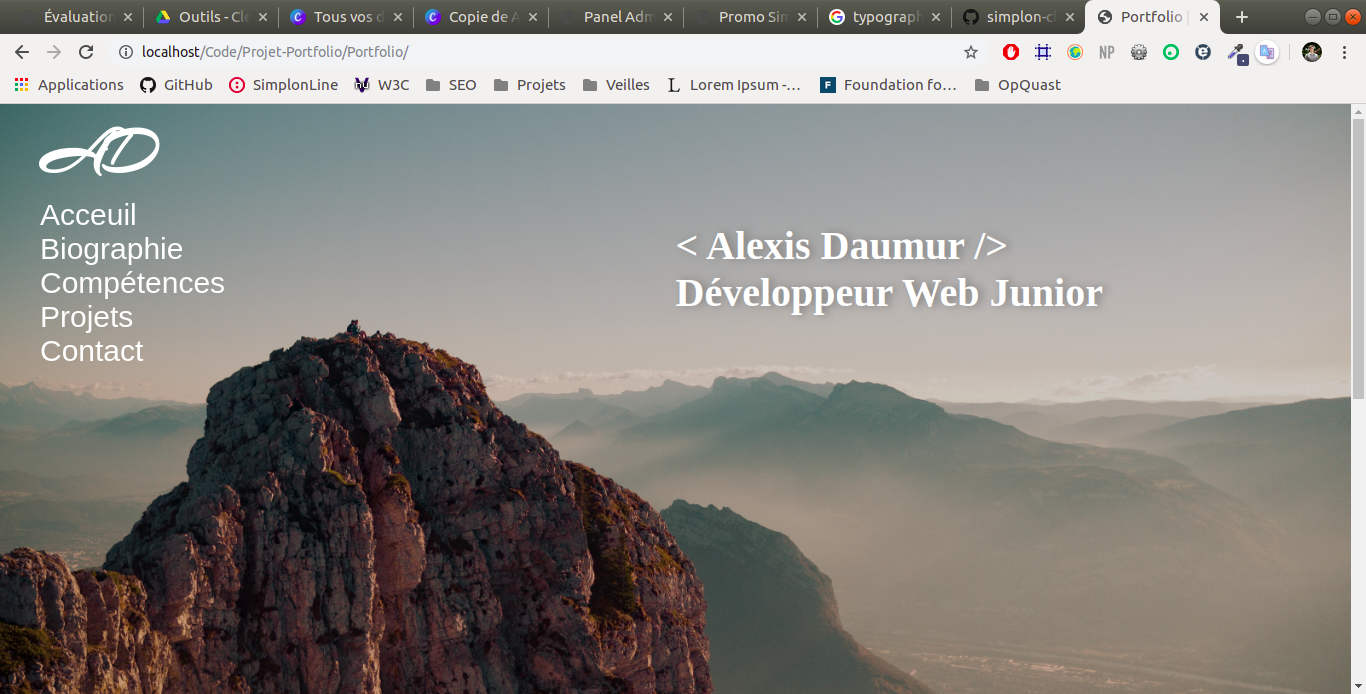 Évaluation
Outils - Cle
Tous vos d
Copie de A
Panel Adm
Promo Sim
typograph
simplon-cl
Portfolio |
localhost/Code/Projet-Portfolio/Portfolio/
NP
Applications
GitHub
SimplonLine
W3C
SEO
Projets
Veilles
L Lorem Ipsum -...
F Foundation fo...
OpQuast
AD
Acceuil
Biographie
Compétences
Projets
Contact
< Alexis Daumur />
Développeur Web Junior